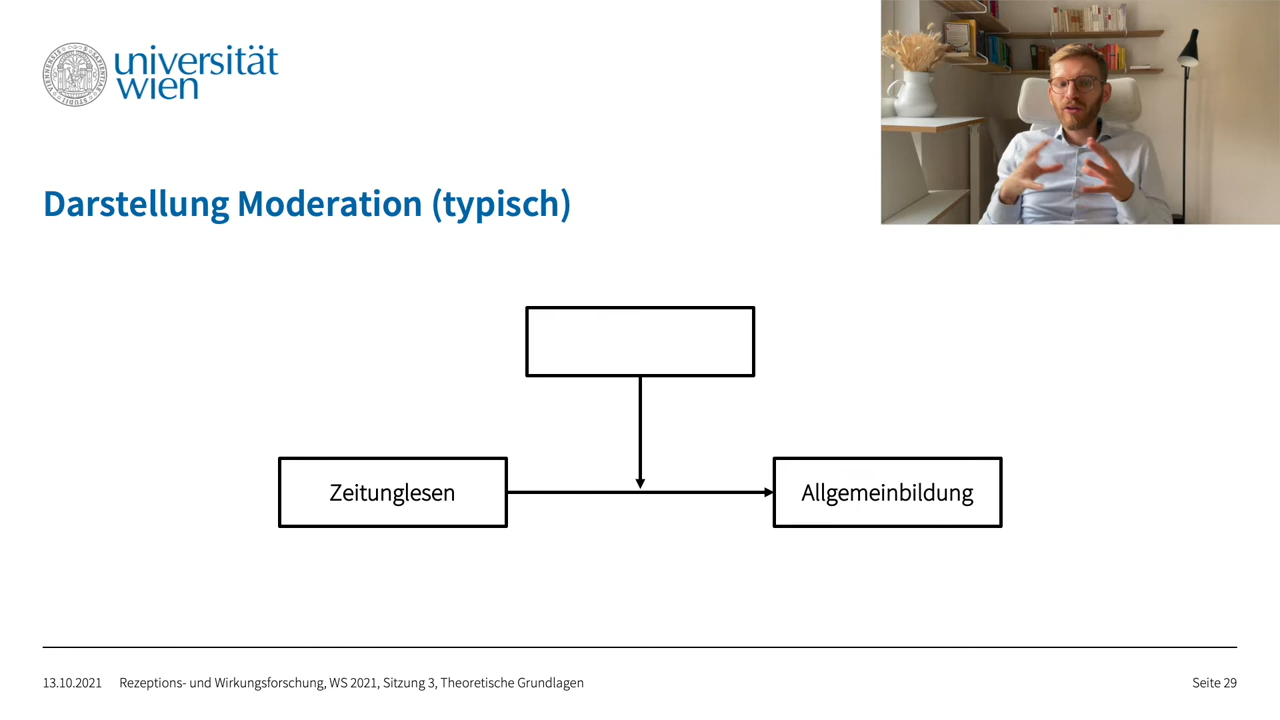 universität
wien
Darstellung Moderation (typisch)
Zeitunglesen
Allgemeinbildung
13.10.2021 Rezeptions- und Wirkungsforschung, WS 2021, Sitzung 3, Theoretische Grundlagen Seite 29